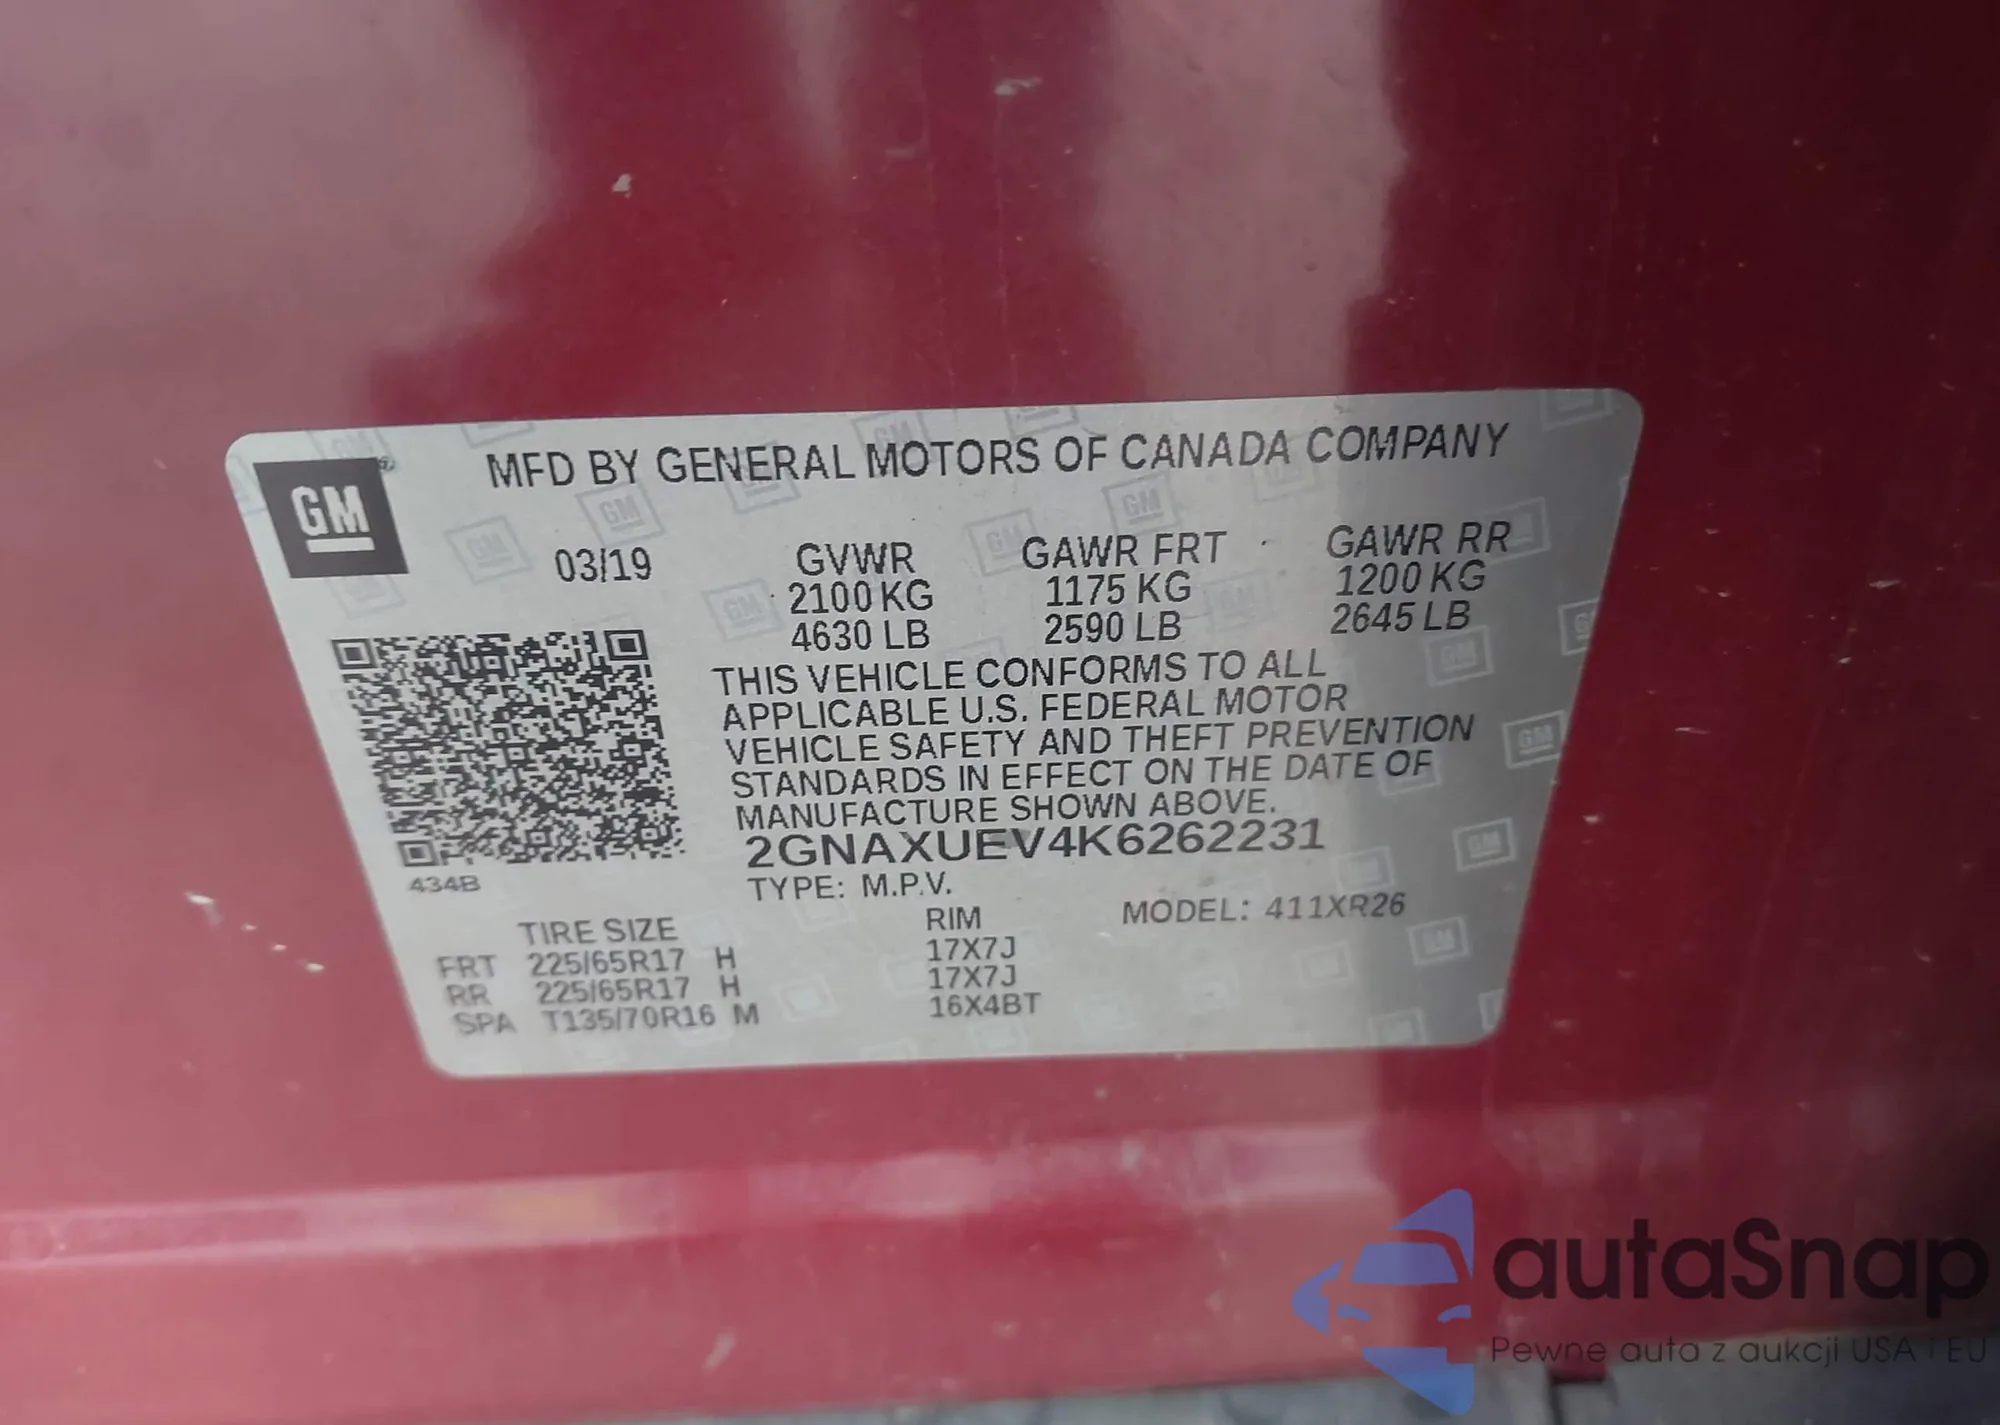 MFD BY GENERAL MOTORS OF CANADA COMPANY
GM
03/19
GVWR GAWR FRT GAWR RR
2100 KG 1175 KG 1200 KG
4630 LB 2590 LB 2645 LB
THIS VEHICLE CONFORMS TO ALL
APPLICABLE U.S. FEDERAL MOTOR
VEHICLE SAFETY AND THEFT PREVENTION
STANDARDS IN EFFECT ON THE DATE OF
MANUFACTURE SHOWN ABOVE.
2GNAXUEV4K6262231
434B
TYPE: M.P.V.
MODEL: 411XR26
TIRE SIZE RIM
FRT 225/65R17 H 17X7J
RR 225/65R17 H 17X7J
SPA T135/70R16 M 16X4BT
autaSnap
Pewne auta z aukcji USA i EU